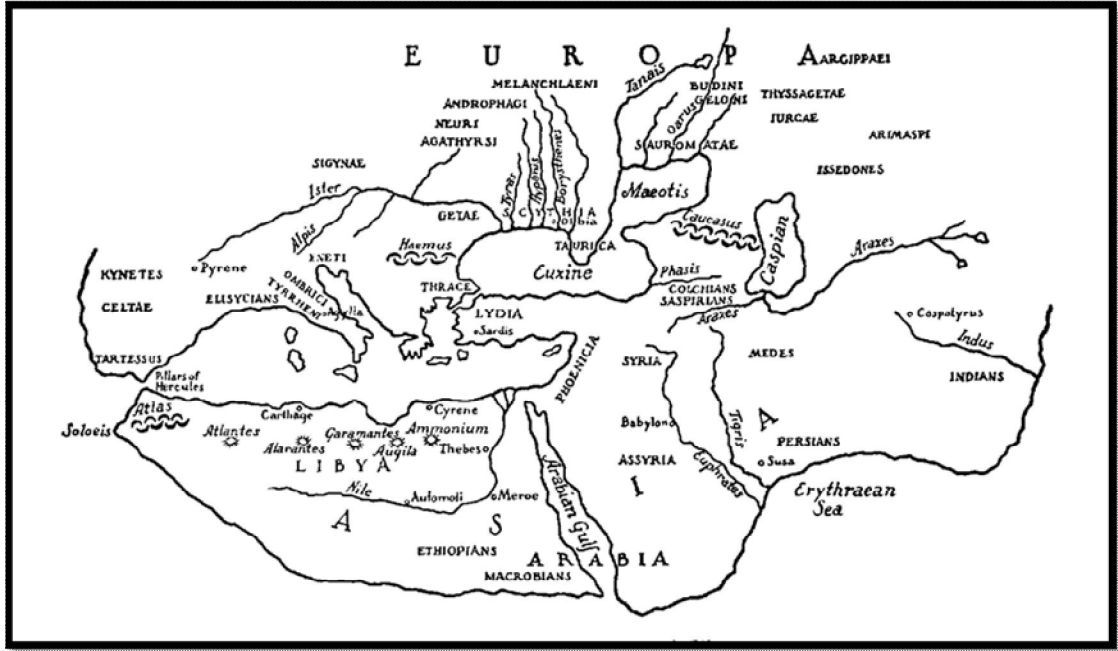 EUROPA
ARGIPPAEI
MELANCHLAENI
Tanais
BUDINI
GELONI
THYSSAGETAE
ANDROPHAGI
IURCAE
NEURI
Oarus
ARIMASPI
AGATHYRSI
SAUROMATAE
SIGYNAE
ISSEDONES
Ister
Tyras
Hypanis
Borysthenes
Maeotis
GETAE
SCYTHIA
Olbia
Caucasus
Alpis
Haemus
TAURICA
Caspian
Araxes
ENETI
KYNETES
Pyrene
Euxine
Phasis
OMBRICI
TYRRHENI
THRACE
COLCHIANS
SASPIRIANS
CELTAE
ELISYCIANS
Agylla
LYDIA
Araxes
Caspatyrus
Sardis
Indus
TARTESSUS
PHOENICIA
SYRIA
MEDES
Pillars of
Hercules
INDIANS
Atlas
Carthage
Cyrene
Soloeis
Atlantes
Garamantes
Ammonium
Babylon
Tigris
Atarantes
Augila
Thebes
PERSIANS
LIBYA
ASSYRIA
Susa
Euphrates
Nile
Automoli
Meroe
Arabian Gulf
Erythraean
Sea
ASIA
ETHIOPIANS
ARABIA
MACROBIANS